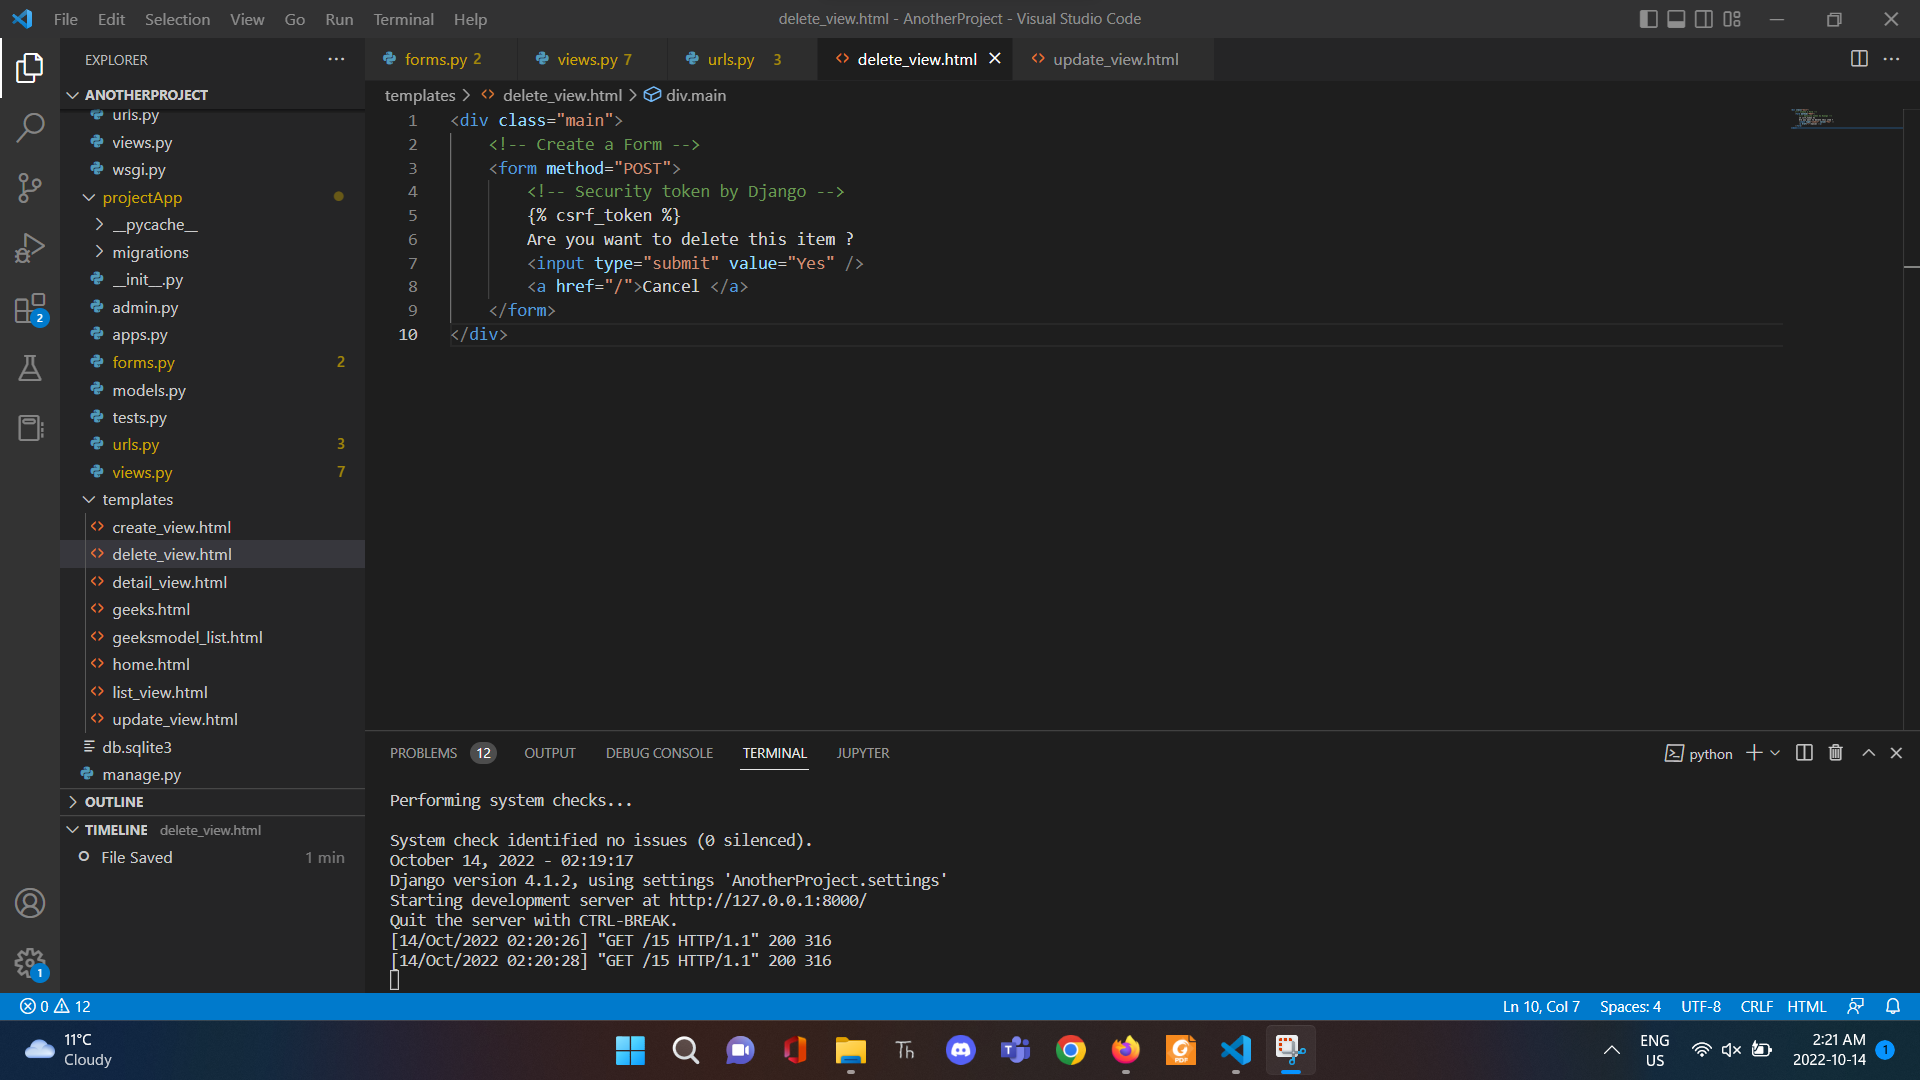 File Edit Selection View Go Run Terminal Help
delete_view.html - AnotherProject - Visual Studio Code
EXPLORER
ANOTHERPROJECT
urls.py
views.py
wsgi.py
projectApp
__pycache__
migrations
__init__.py
admin.py
apps.py
forms.py 2
models.py
tests.py
urls.py 3
views.py 7
templates
create_view.html
delete_view.html
detail_view.html
geeks.html
geeksmodel_list.html
home.html
list_view.html
update_view.html
db.sqlite3
manage.py
OUTLINE
TIMELINE delete_view.html
File Saved 1 min
2
1
forms.py 2 views.py 7 urls.py 3 delete_view.html update_view.html
templates > delete_view.html > div.main
1 <div class="main">
2 <!-- Create a Form -->
3 <form method="POST">
4 <!-- Security token by Django -->
5 {% csrf_token %}
6 Are you want to delete this item ?
7 <input type="submit" value="Yes" />
8 <a href="/">Cancel </a>
9 </form>
10 </div>
PROBLEMS 12 OUTPUT DEBUG CONSOLE TERMINAL JUPYTER
python
Performing system checks...
System check identified no issues (0 silenced).
October 14, 2022 - 02:19:17
Django version 4.1.2, using settings 'AnotherProject.settings'
Starting development server at http://127.0.0.1:8000/
Quit the server with CTRL-BREAK.
[14/Oct/2022 02:20:26] "GET /15 HTTP/1.1" 200 316
[14/Oct/2022 02:20:28] "GET /15 HTTP/1.1" 200 316
0 12
Ln 10, Col 7 Spaces: 4 UTF-8 CRLF HTML
11°C
Cloudy
Th
PDF
ENG
US
2:21 AM
2022-10-14
1